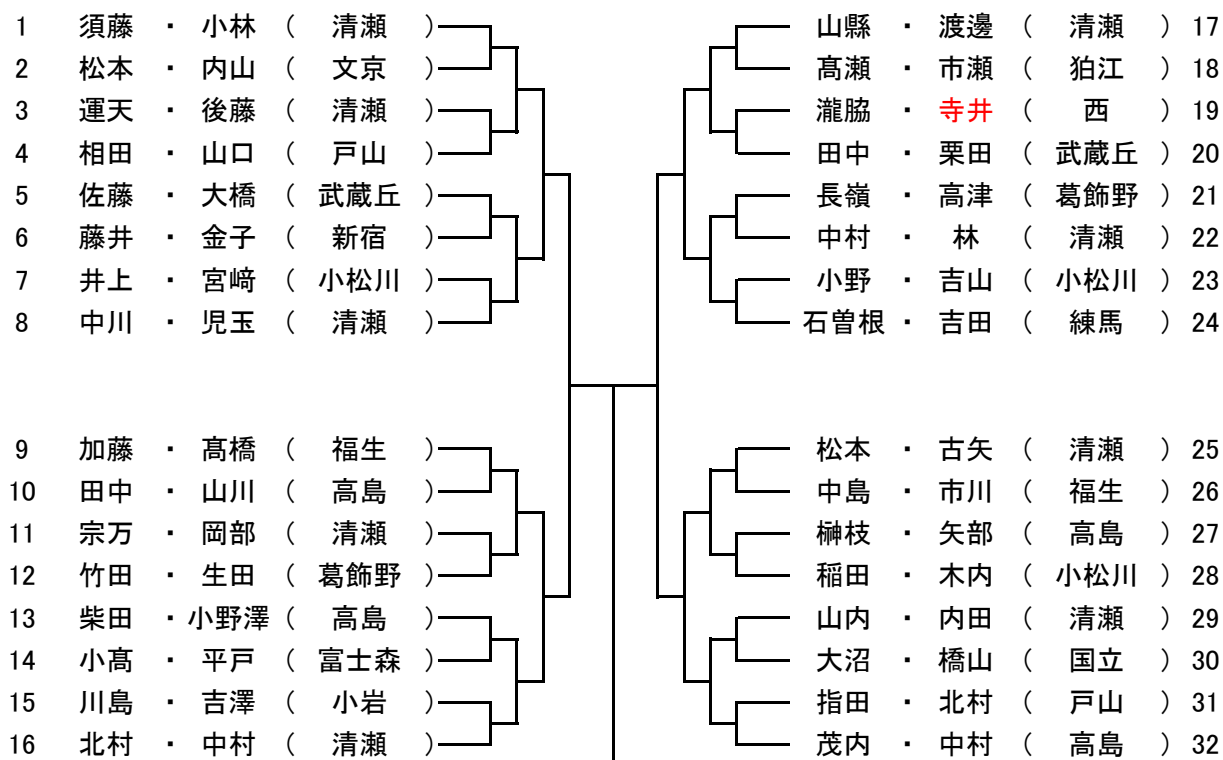 1 須藤 ・ 小林 ( 清瀬 ) 山縣 ・ 渡邊 ( 清瀬 ) 17
2 松本 ・ 内山 ( 文京 ) 髙瀬 ・ 市瀬 ( 狛江 ) 18
3 運天 ・ 後藤 ( 清瀬 ) 瀧脇 ・ 寺井 ( 西 ) 19
4 相田 ・ 山口 ( 戸山 ) 田中 ・ 栗田 ( 武蔵丘 ) 20
5 佐藤 ・ 大橋 ( 武蔵丘 ) 長嶺 ・ 高津 ( 葛飾野 ) 21
6 藤井 ・ 金子 ( 新宿 ) 中村 ・ 林 ( 清瀬 ) 22
7 井上 ・ 宮﨑 ( 小松川 ) 小野 ・ 吉山 ( 小松川 ) 23
8 中川 ・ 児玉 ( 清瀬 ) 石曽根 ・ 吉田 ( 練馬 ) 24
9 加藤 ・ 髙橋 ( 福生 ) 松本 ・ 古矢 ( 清瀬 ) 25
10 田中 ・ 山川 ( 高島 ) 中島 ・ 市川 ( 福生 ) 26
11 宗万 ・ 岡部 ( 清瀬 ) 榊枝 ・ 矢部 ( 高島 ) 27
12 竹田 ・ 生田 ( 葛飾野 ) 稲田 ・ 木内 ( 小松川 ) 28
13 柴田 ・ 小野澤 ( 高島 ) 山内 ・ 内田 ( 清瀬 ) 29
14 小髙 ・ 平戸 ( 富士森 ) 大沼 ・ 橋山 ( 国立 ) 30
15 川島 ・ 吉澤 ( 小岩 ) 指田 ・ 北村 ( 戸山 ) 31
16 北村 ・ 中村 ( 清瀬 ) 茂内 ・ 中村 ( 高島 ) 32